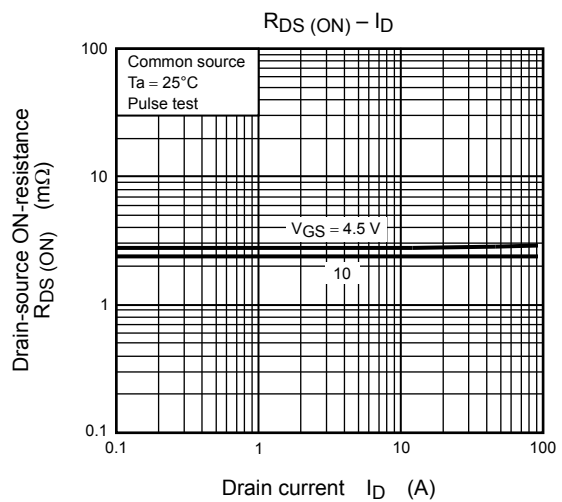 RDS (ON) – ID
Common source
Ta = 25°C
Pulse test
VGS = 4.5 V
10
Drain-source ON-resistance
RDS (ON) (mΩ)
100
10
1
0.1
0.1
1
10
100
Drain current ID (A)